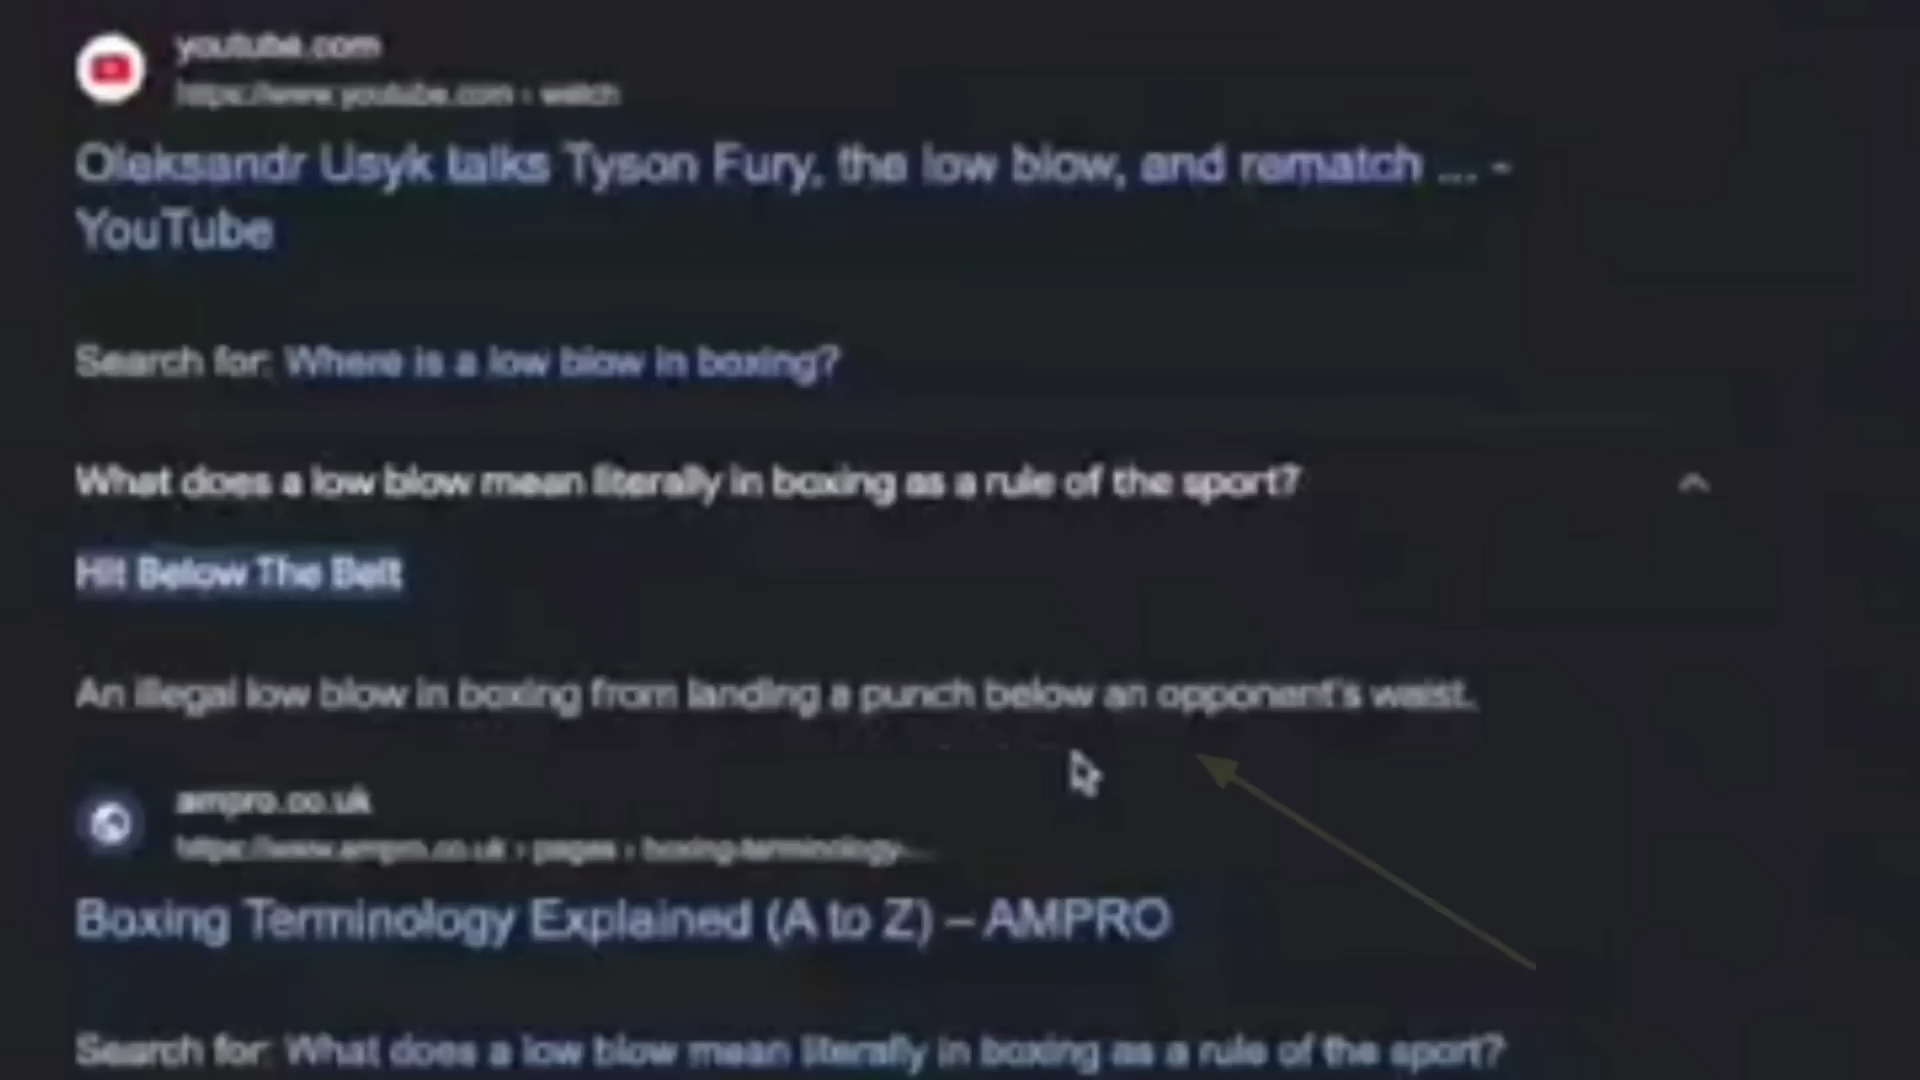 youtube.com
https://www.youtube.com › watch
Oleksandr Usyk talks Tyson Fury, the low blow, and rematch ... -
YouTube
Search for: Where is a low blow in boxing?
What does a low blow mean literally in boxing as a rule of the sport?
Hit Below The Belt
An illegal low blow in boxing from landing a punch below an opponent's waist.
ampro.co.uk
https://www.ampro.co.uk › pages › boxing-terminology-...
Boxing Terminology Explained (A to Z) – AMPRO
Search for: What does a low blow mean literally in boxing as a rule of the sport?